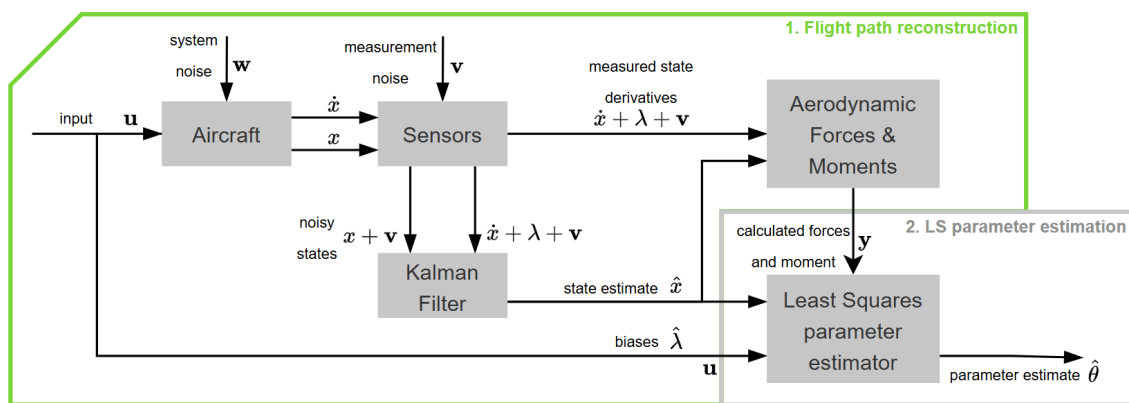 1. Flight path reconstruction
system
noise
w
measurement
noise
v
measured state
derivatives
ẋ + λ + v
input
u
Aircraft
ẋ
x
Sensors
Aerodynamic
Forces &
Moments
noisy
states
x + v
ẋ + λ + v
Kalman
Filter
2. LS parameter estimation
calculated forces
and moment
y
state estimate x̂
Least Squares
parameter
estimator
biases λ̂
u
parameter estimate θ̂